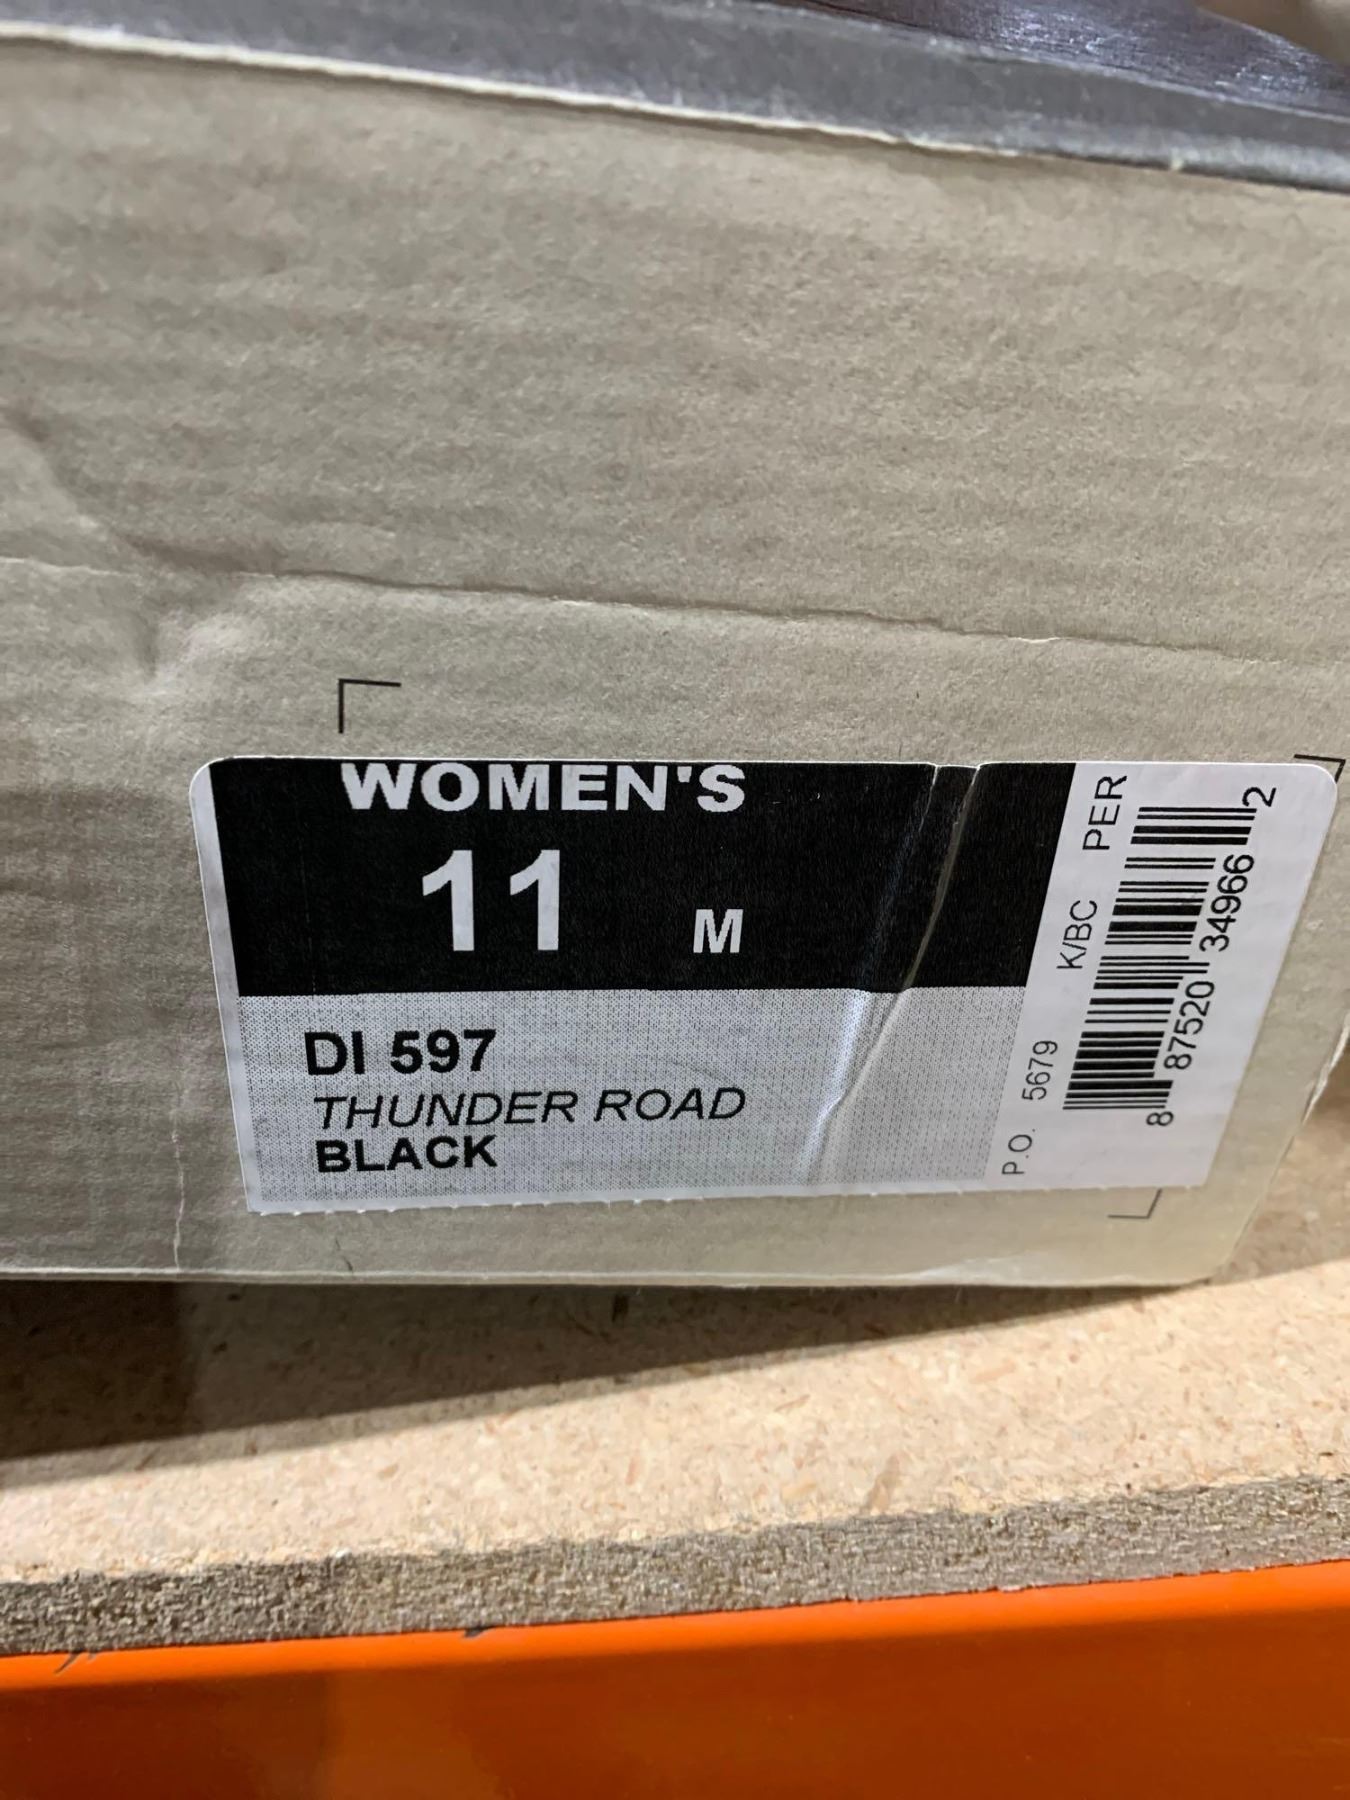 WOMEN'S
11 M
DI 597
THUNDER ROAD
BLACK
P.O. 5679 K/BC PER
8 87520 34966 2